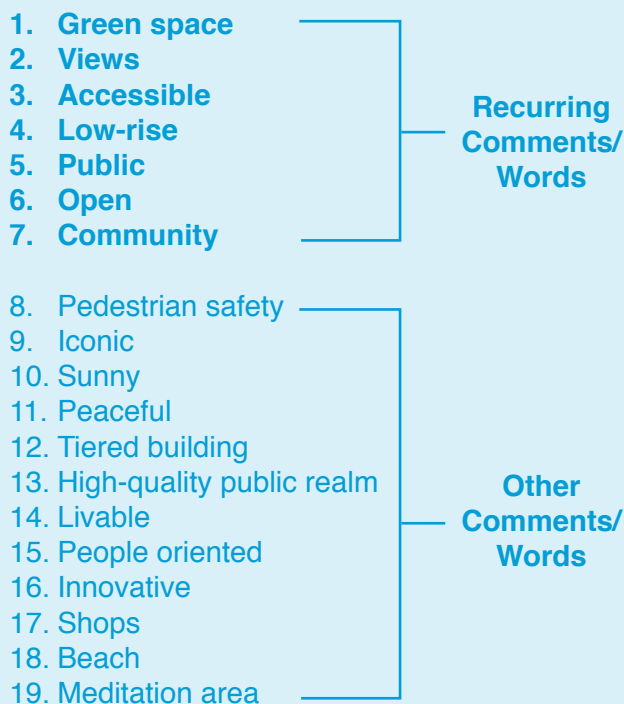 1. Green space
2. Views
3. Accessible
4. Low-rise
5. Public
6. Open
7. Community
Recurring
Comments/
Words
8. Pedestrian safety
9. Iconic
10. Sunny
11. Peaceful
12. Tiered building
13. High-quality public realm
14. Livable
15. People oriented
16. Innovative
17. Shops
18. Beach
19. Meditation area
Other
Comments/
Words